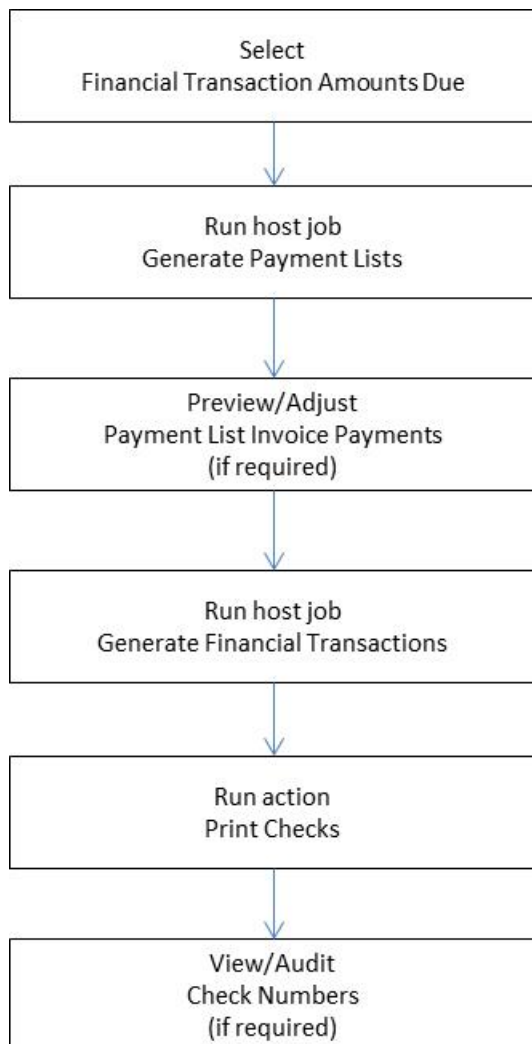 Select
Financial Transaction Amounts Due
Run host job
Generate Payment Lists
Preview/Adjust
Payment List Invoice Payments
(if required)
Run host job
Generate Financial Transactions
Run action
Print Checks
View/Audit
Check Numbers
(if required)